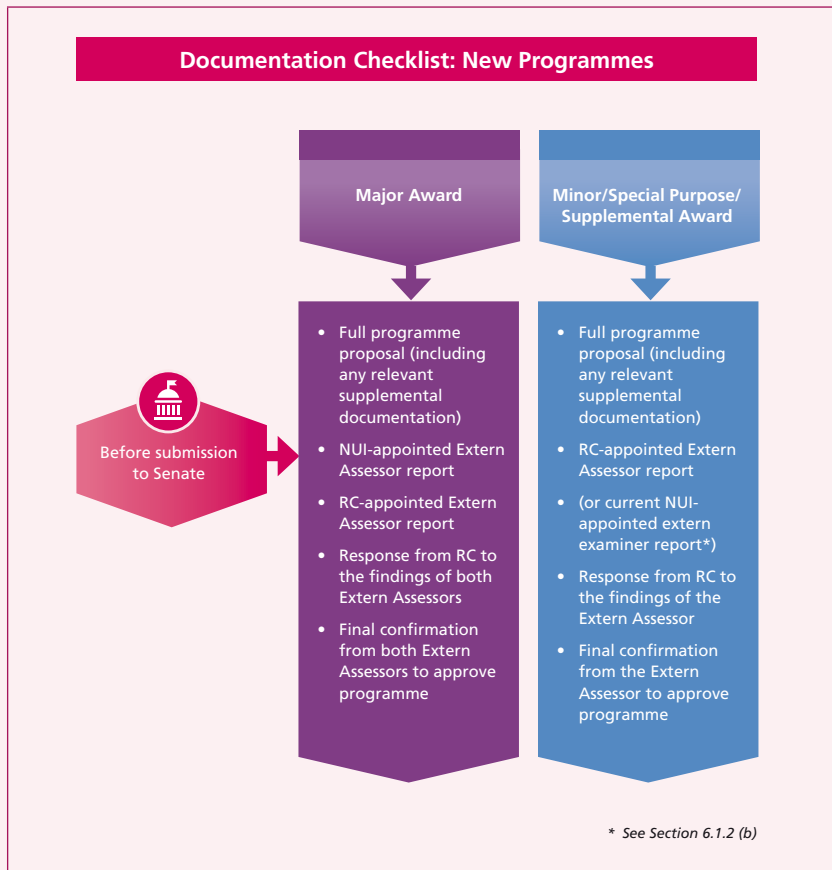 Documentation Checklist: New Programmes
Before submission
to Senate
Major Award
• Full programme
proposal (including
any relevant
supplemental
documentation)
• NUI-appointed Extern
Assessor report
• RC-appointed Extern
Assessor report
• Response from RC to
the findings of both
Extern Assessors
• Final confirmation
from both Extern
Assessors to approve
programme
Minor/Special Purpose/
Supplemental Award
• Full programme
proposal (including
any relevant
supplemental
documentation)
• RC-appointed Extern
Assessor report
• (or current NUI-
appointed extern
examiner report*)
• Response from RC to
the findings of the
Extern Assessor
• Final confirmation
from the Extern
Assessor to approve
programme
* See Section 6.1.2 (b)